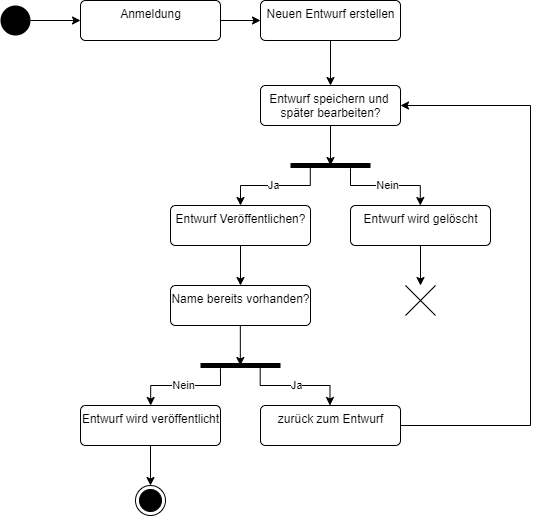 Anmeldung
Neuen Entwurf erstellen
Entwurf speichern und
später bearbeiten?
Ja
Nein
Entwurf Veröffentlichen?
Entwurf wird gelöscht
Name bereits vorhanden?
Nein
Ja
Entwurf wird veröffentlicht
zurück zum Entwurf